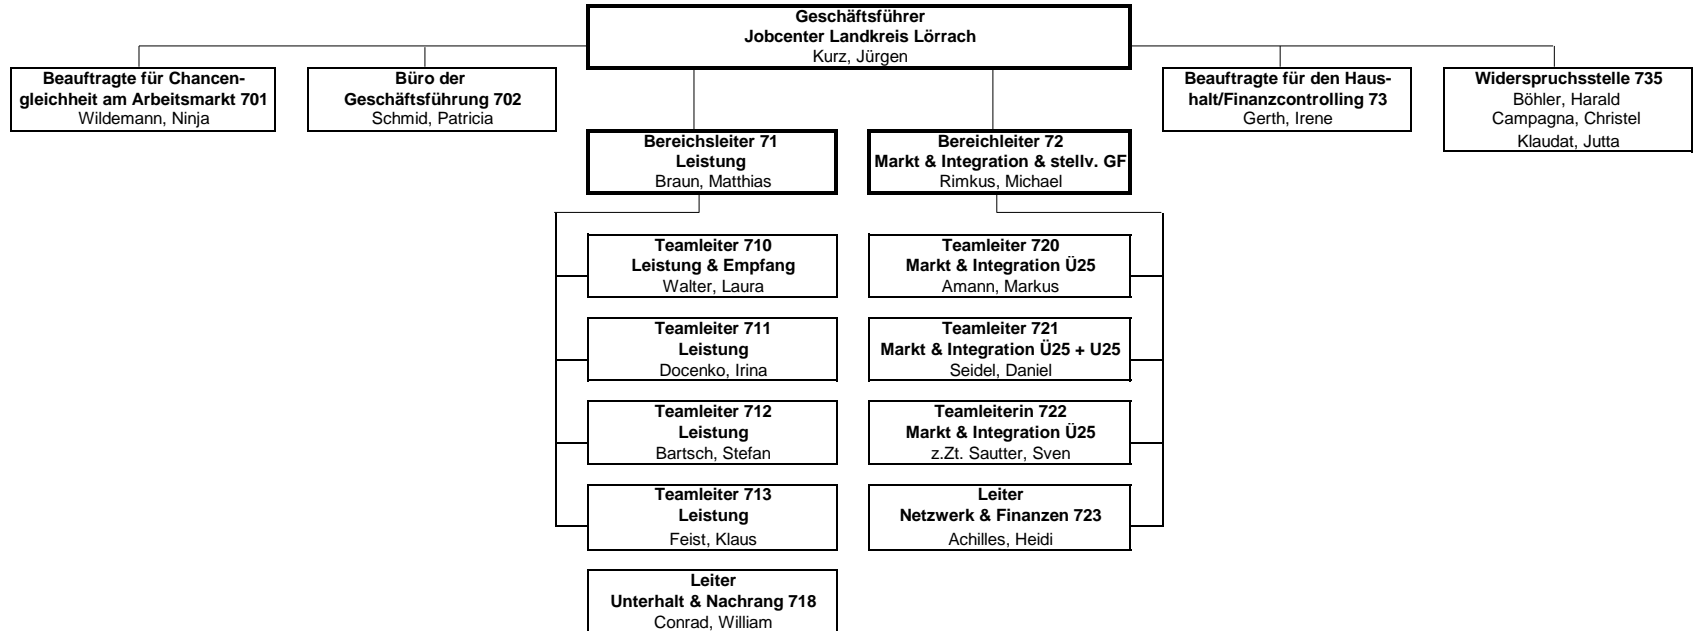 Geschäftsführer
Jobcenter Landkreis Lörrach
Kurz, Jürgen
Beauftragte für Chancen-
gleichheit am Arbeitsmarkt 701
Wildemann, Ninja
Büro der
Geschäftsführung 702
Schmid, Patricia
Beauftragte für den Haus-
halt/Finanzcontrolling 73
Gerth, Irene
Widerspruchsstelle 735
Böhler, Harald
Campagna, Christel
Klaudat, Jutta
Bereichsleiter 71
Leistung
Braun, Matthias
Bereichleiter 72
Markt & Integration & stellv. GF
Rimkus, Michael
Teamleiter 710
Leistung & Empfang
Walter, Laura
Teamleiter 720
Markt & Integration Ü25
Amann, Markus
Teamleiter 711
Leistung
Docenko, Irina
Teamleiter 721
Markt & Integration Ü25 + U25
Seidel, Daniel
Teamleiter 712
Leistung
Bartsch, Stefan
Teamleiterin 722
Markt & Integration Ü25
z.Zt. Sautter, Sven
Teamleiter 713
Leistung
Feist, Klaus
Leiter
Netzwerk & Finanzen 723
Achilles, Heidi
Leiter
Unterhalt & Nachrang 718
Conrad, William